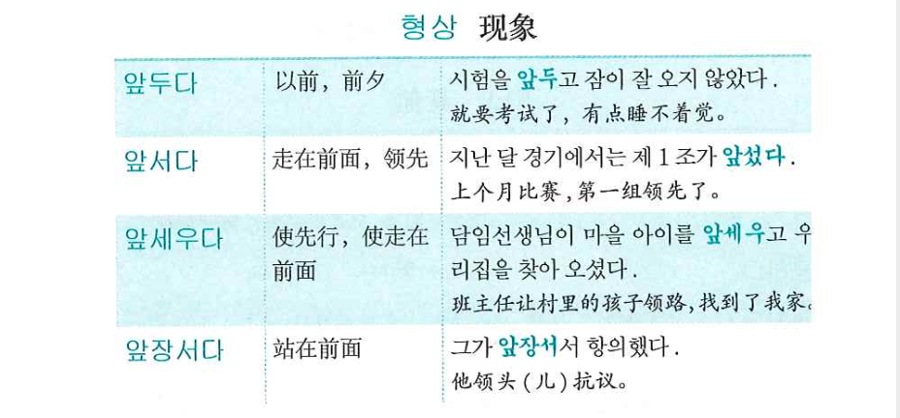 형상 现象
앞두다 以前，前夕 시험을 앞두고 잠이 잘 오지 않았다.
就要考试了，有点睡不着觉。
앞서다 走在前面，领先 지난 달 경기에서는 제 1 조가 앞섰다.
上个月比赛，第一组领先了。
앞세우다 使先行，使走在 담임선생님이 마을 아이를 앞세우고 우
前面 리집을 찾아 오셨다.
班主任让村里的孩子领路，找到了我家。
앞장서다 站在前面 그가 앞장서서 항의했다.
他领头(儿)抗议。